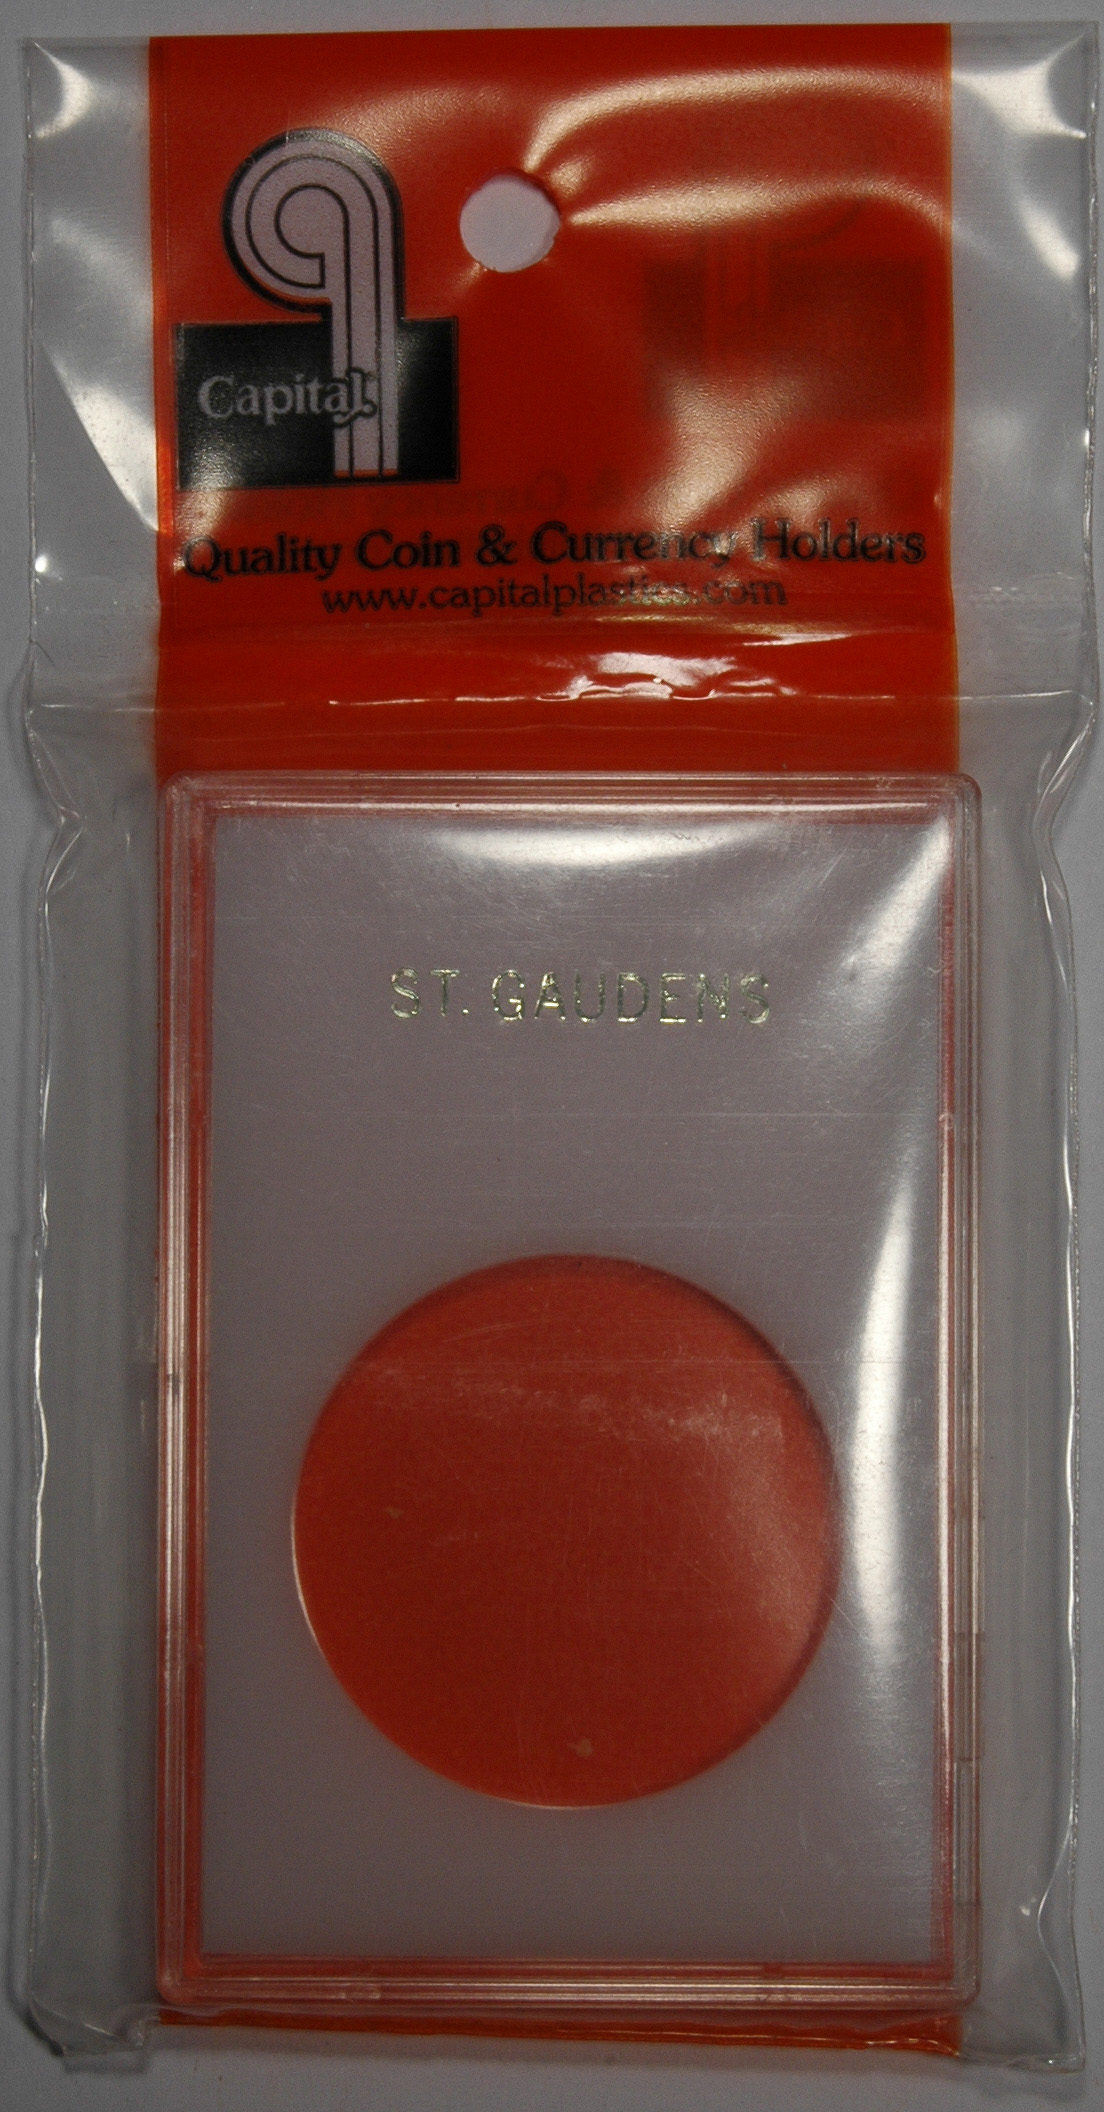 Capital
Quality Coin & Currency Holders
www.capitalplastics.com
ST. GAUDENS